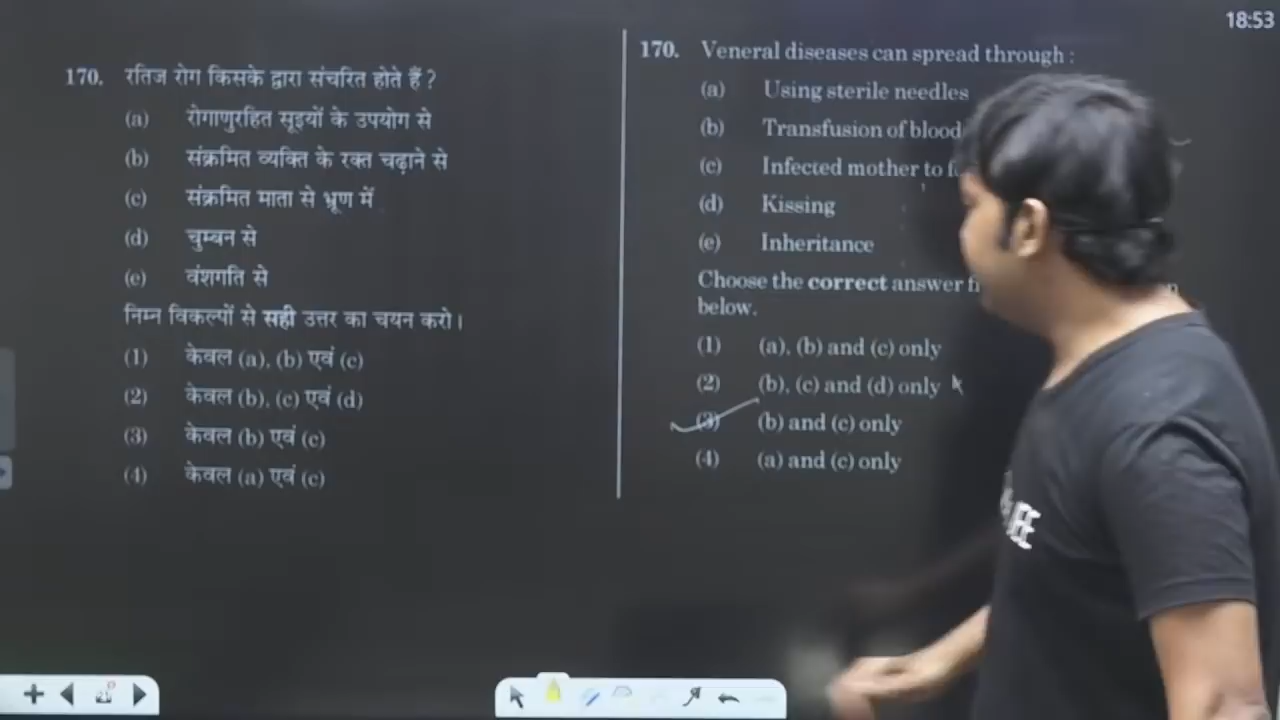 18:53
170. रतिज रोग किसके द्वारा संचरित होते हैं ?
(a) रोगाणुरहित सूइयों के उपयोग से
(b) संक्रमित व्यक्ति के रक्त चढ़ाने से
(c) संक्रमित माता से भ्रूण में
(d) चुम्बन से
(e) वंशगति से
निम्न विकल्पों से सही उत्तर का चयन करो ।
(1) केवल (a), (b) एवं (c)
(2) केवल (b), (c) एवं (d)
(3) केवल (b) एवं (c)
(4) केवल (a) एवं (c)
170. Veneral diseases can spread through :
(a) Using sterile needles
(b) Transfusion of blood
(c) Infected mother to
(d) Kissing
(e) Inheritance
Choose the correct answer
below.
(1) (a), (b) and (c) only
(2) (b), (c) and (d) only
(3) (b) and (c) only
(4) (a) and (c) only